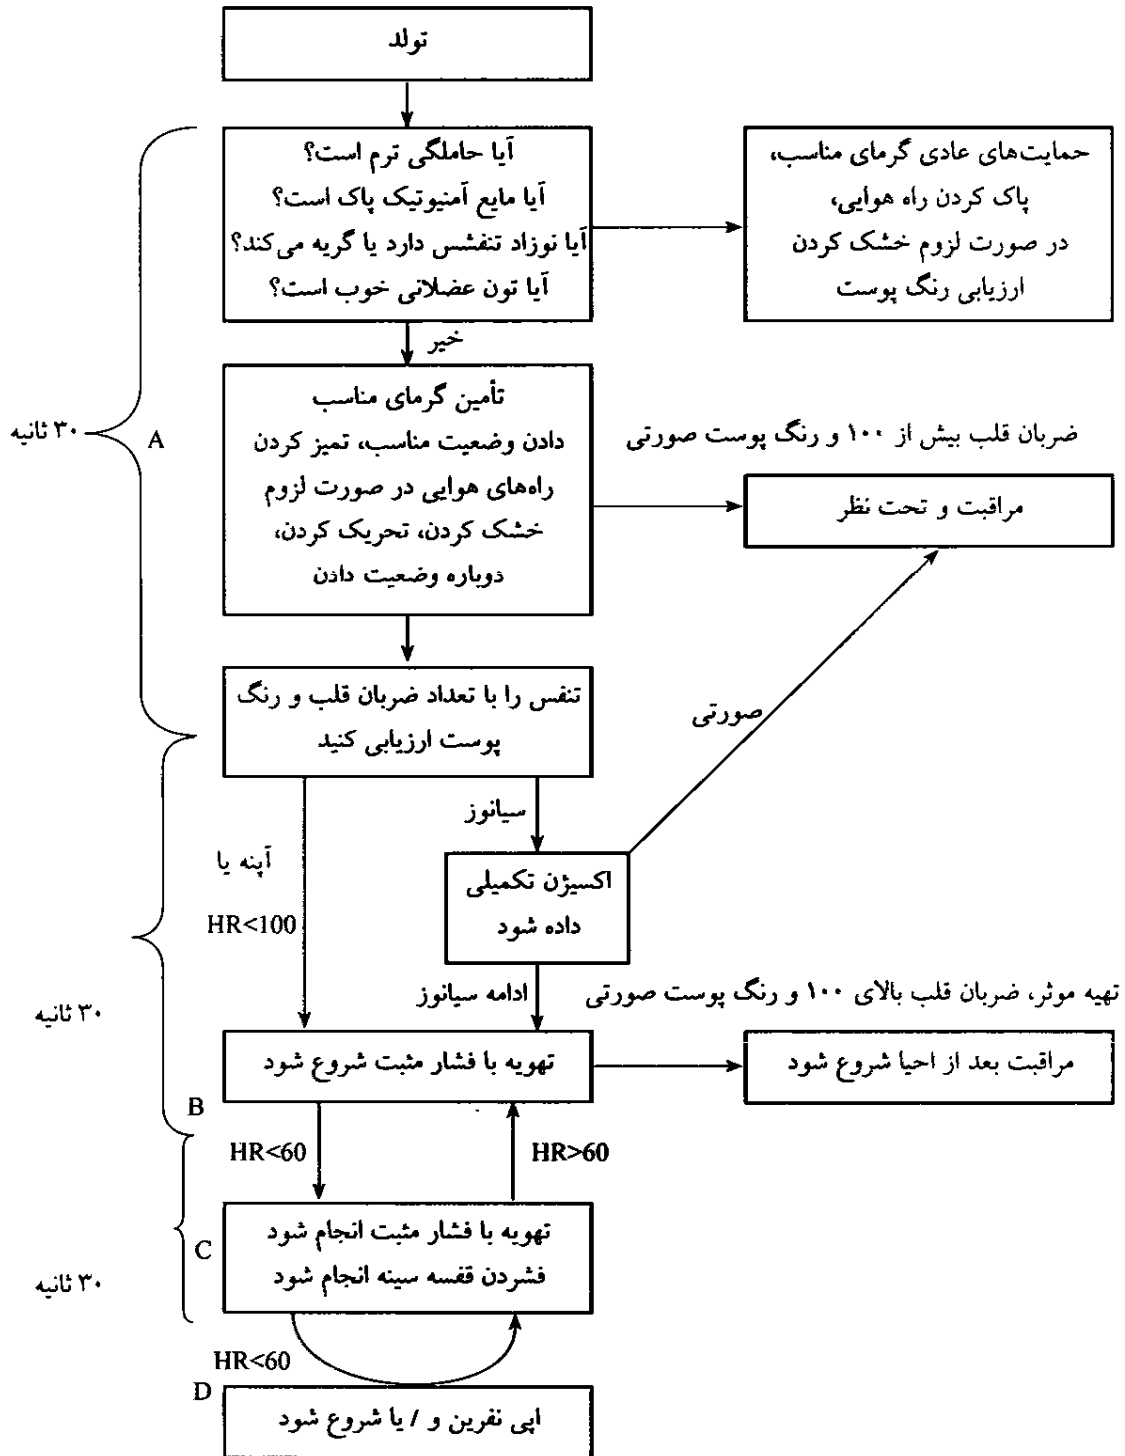 تولد
آیا حاملگی ترم است؟
آیا مایع آمنیوتیک پاک است؟
آیا نوزاد تنفشس دارد یا گریه می‌کند؟
آیا تون عضلانی خوب است؟
حمایت‌های عادی گرمای مناسب،
پاک کردن راه هوایی،
در صورت لزوم خشک کردن
ارزیابی رنگ پوست
خیر
تأمین گرمای مناسب
دادن وضعیت مناسب، تمیز کردن
راه‌های هوایی در صورت لزوم
خشک کردن، تحریک کردن،
دوباره وضعیت دادن
ضربان قلب بیش از ۱۰۰ و رنگ پوست صورتی
مراقبت و تحت نظر
A
۳۰ ثانیه
تنفس را با تعداد ضربان قلب و رنگ
پوست ارزیابی کنید
صورتی
سیانوز
آپنه یا
HR<100
اکسیژن تکمیلی
داده شود
ادامه سیانوز
تهیه موثر، ضربان قلب بالای ۱۰۰ و رنگ پوست صورتی
۳۰ ثانیه
تهویه با فشار مثبت شروع شود
مراقبت بعد از احیا شروع شود
B
HR<60
HR>60
تهویه با فشار مثبت انجام شود
فشردن قفسه سینه انجام شود
C
۳۰ ثانیه
HR<60
D
اپی نفرین و / یا شروع شود